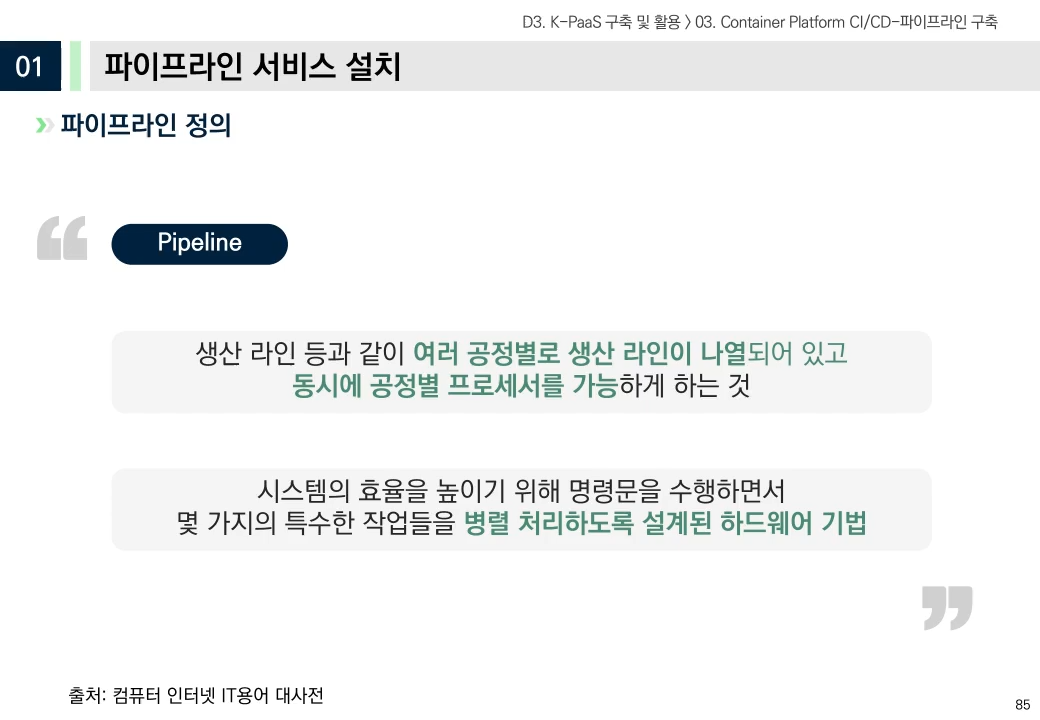 D3. K-PaaS 구축 및 활용 > 03. Container Platform CI/CD-파이프라인 구축
01 파이프라인 서비스 설치
파이프라인 정의
Pipeline
생산 라인 등과 같이 여러 공정별로 생산 라인이 나열되어 있고
동시에 공정별 프로세서를 가능하게 하는 것
시스템의 효율을 높이기 위해 명령문을 수행하면서
몇 가지의 특수한 작업들을 병렬 처리하도록 설계된 하드웨어 기법
출처: 컴퓨터 인터넷 IT용어 대사전
85